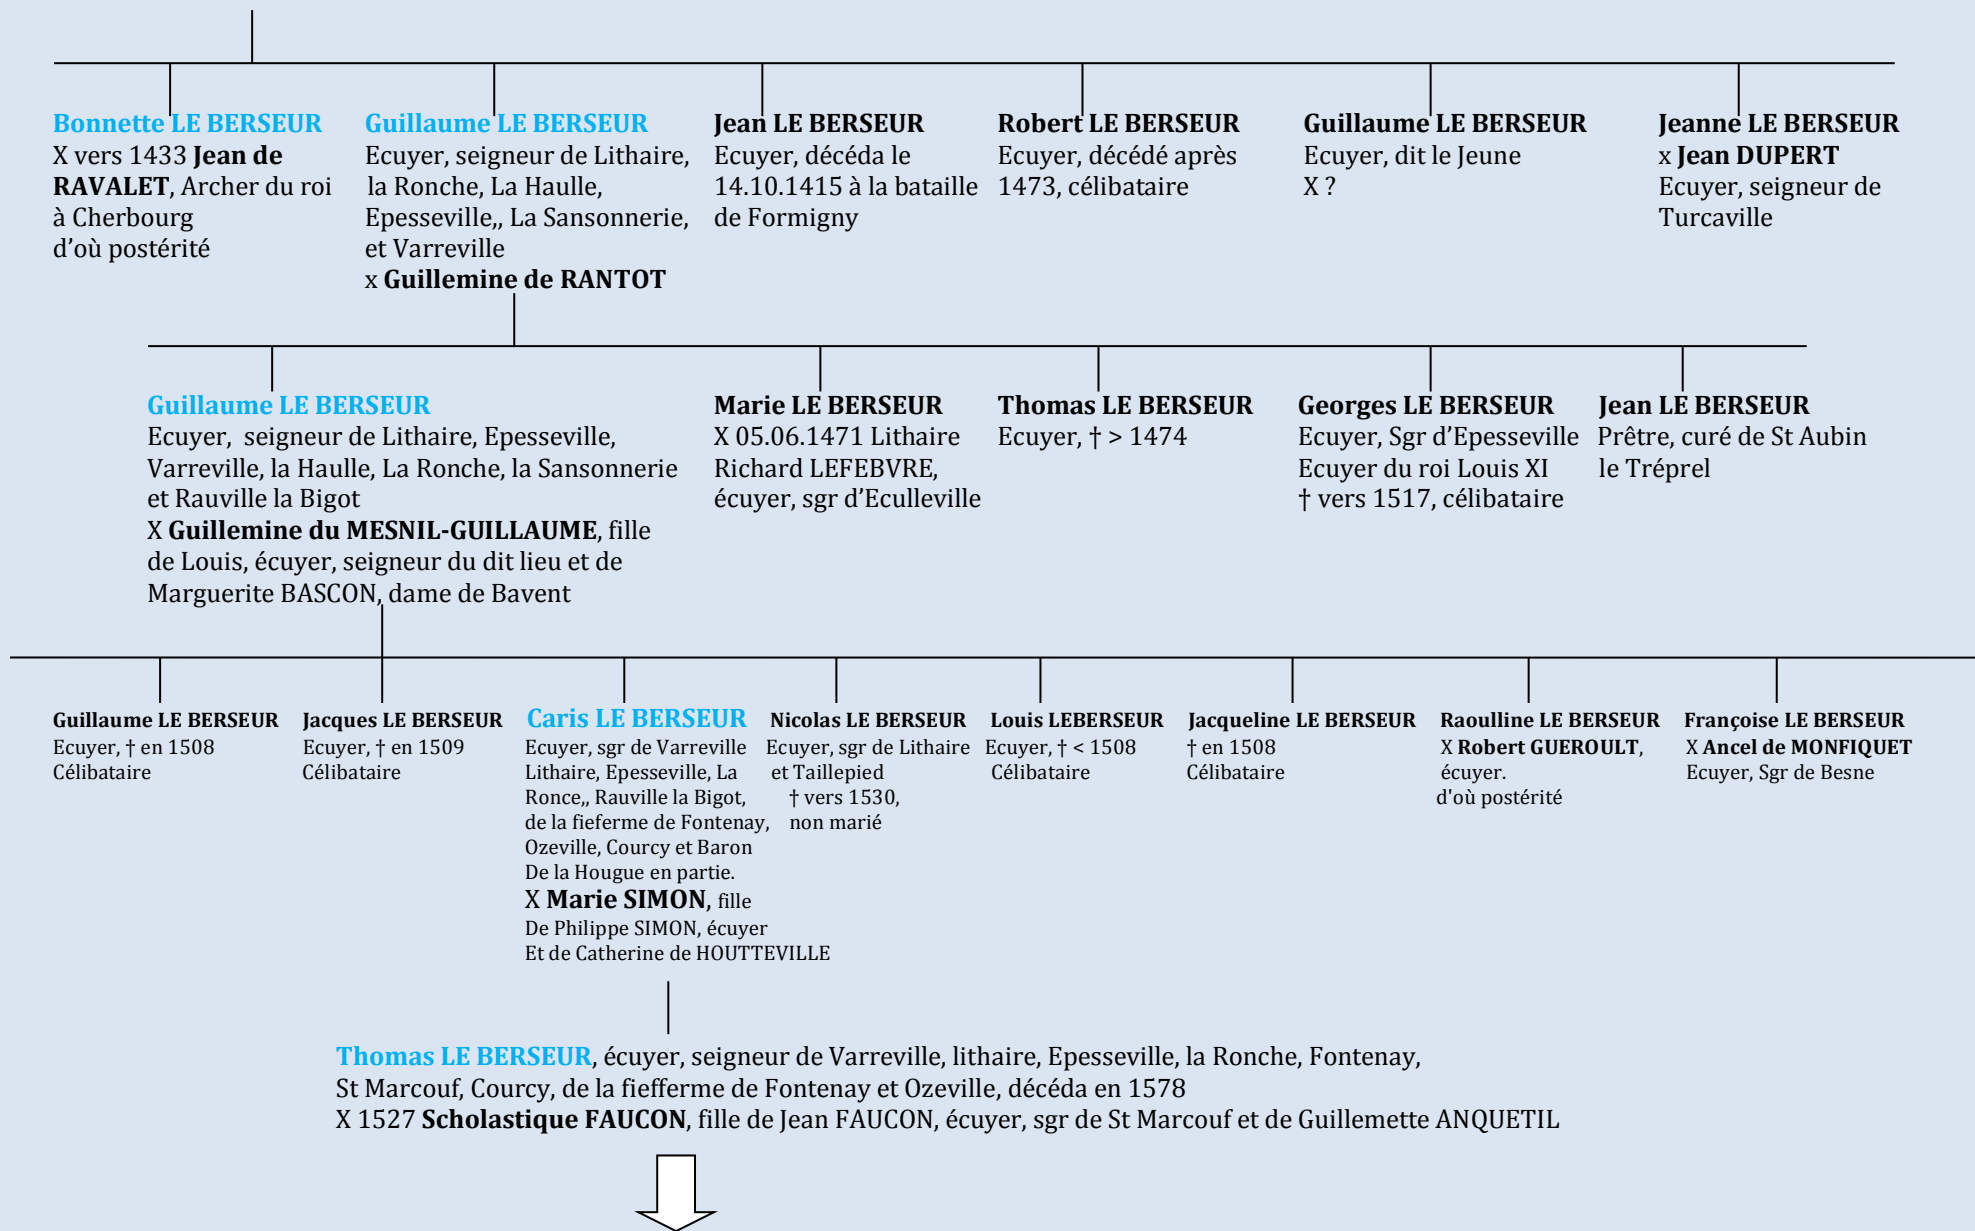 Bonnette LE BERSEUR
X vers 1433 Jean de
RAVALET, Archer du roi
à Cherbourg
d'où postérité
Guillaume LE BERSEUR
Ecuyer, seigneur de Lithaire,
la Ronche, La Haulle,
Epesseville,, La Sansonnerie,
et Varreville
x Guillemine de RANTOT
Jean LE BERSEUR
Ecuyer, décéda le
14.10.1415 à la bataille
de Formigny
Robert LE BERSEUR
Ecuyer, décédé après
1473, célibataire
Guillaume LE BERSEUR
Ecuyer, dit le Jeune
X ?
Jeanne LE BERSEUR
x Jean DUPERT
Ecuyer, seigneur de
Turcaville
Guillaume LE BERSEUR
Ecuyer, seigneur de Lithaire, Epesseville,
Varreville, la Haulle, La Ronche, la Sansonnerie
et Rauville la Bigot
X Guillemine du MESNIL-GUILLAUME, fille
de Louis, écuyer, seigneur du dit lieu et de
Marguerite BASCON, dame de Bavent
Marie LE BERSEUR
X 05.06.1471 Lithaire
Richard LEFEBVRE,
écuyer, sgr d'Eculleville
Thomas LE BERSEUR
Ecuyer, † > 1474
Georges LE BERSEUR
Ecuyer, Sgr d'Epesseville
Ecuyer du roi Louis XI
† vers 1517, célibataire
Jean LE BERSEUR
Prêtre, curé de St Aubin
le Tréprel
Guillaume LE BERSEUR
Ecuyer, † en 1508
Célibataire
Jacques LE BERSEUR
Ecuyer, † en 1509
Célibataire
Caris LE BERSEUR
Ecuyer, sgr de Varreville
Lithaire, Epesseville, La
Ronce,, Rauville la Bigot,
de la fieferme de Fontenay,
Ozeville, Courcy et Baron
De la Hougue en partie.
X Marie SIMON, fille
De Philippe SIMON, écuyer
Et de Catherine de HOUTTEVILLE
Nicolas LE BERSEUR
Ecuyer, sgr de Lithaire
et Taillepied
† vers 1530,
non marié
Louis LEBERSEUR
Ecuyer, † < 1508
Célibataire
Jacqueline LE BERSEUR
† en 1508
Célibataire
Raoulline LE BERSEUR
X Robert GUEROULT,
écuyer.
d'où postérité
Françoise LE BERSEUR
X Ancel de MONFIQUET
Ecuyer, Sgr de Besne
Thomas LE BERSEUR, écuyer, seigneur de Varreville, lithaire, Epesseville, la Ronche, Fontenay,
St Marcouf, Courcy, de la fiefferme de Fontenay et Ozeville, décéda en 1578
X 1527 Scholastique FAUCON, fille de Jean FAUCON, écuyer, sgr de St Marcouf et de Guillemette ANQUETIL